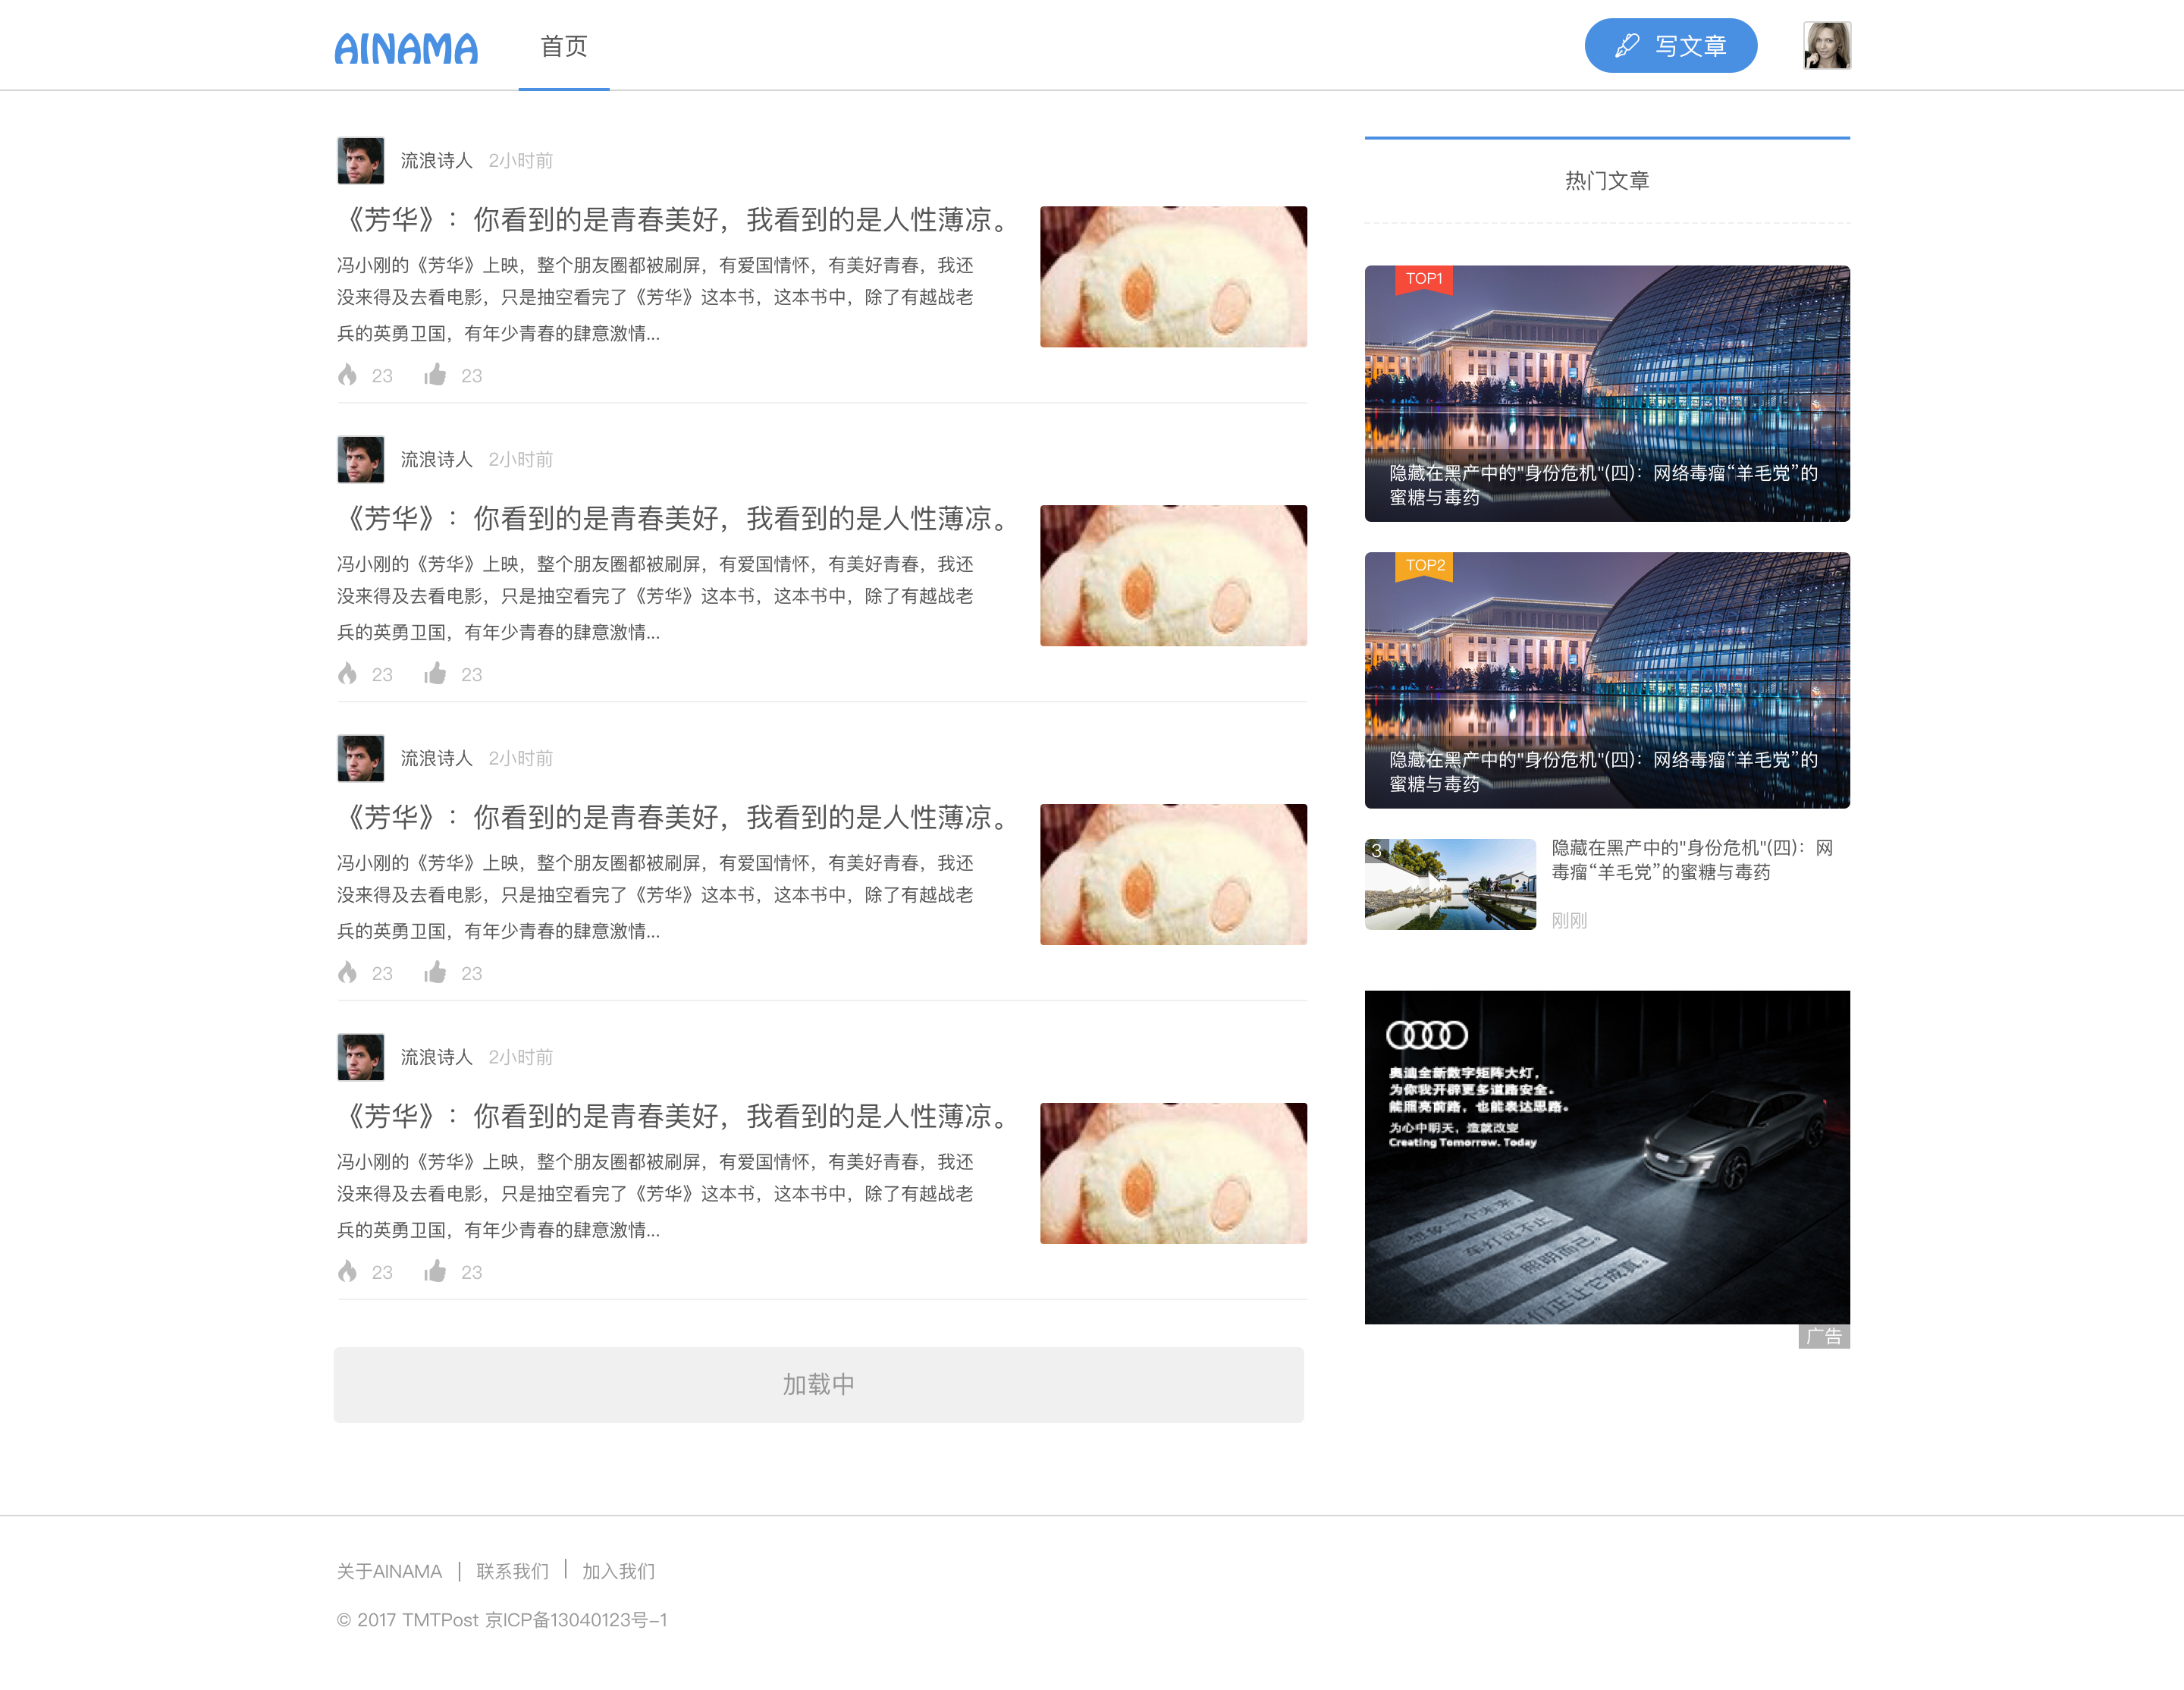 AINAMA
首页
写文章
流浪诗人 2小时前
《芳华》：你看到的是青春美好，我看到的是人性薄凉。
冯小刚的《芳华》上映，整个朋友圈都被刷屏，有爱国情怀，有美好青春，我还
没来得及去看电影，只是抽空看完了《芳华》这本书，这本书中，除了有越战老
兵的英勇卫国，有年少青春的肆意激情...
23 23
流浪诗人 2小时前
《芳华》：你看到的是青春美好，我看到的是人性薄凉。
冯小刚的《芳华》上映，整个朋友圈都被刷屏，有爱国情怀，有美好青春，我还
没来得及去看电影，只是抽空看完了《芳华》这本书，这本书中，除了有越战老
兵的英勇卫国，有年少青春的肆意激情...
23 23
流浪诗人 2小时前
《芳华》：你看到的是青春美好，我看到的是人性薄凉。
冯小刚的《芳华》上映，整个朋友圈都被刷屏，有爱国情怀，有美好青春，我还
没来得及去看电影，只是抽空看完了《芳华》这本书，这本书中，除了有越战老
兵的英勇卫国，有年少青春的肆意激情...
23 23
流浪诗人 2小时前
《芳华》：你看到的是青春美好，我看到的是人性薄凉。
冯小刚的《芳华》上映，整个朋友圈都被刷屏，有爱国情怀，有美好青春，我还
没来得及去看电影，只是抽空看完了《芳华》这本书，这本书中，除了有越战老
兵的英勇卫国，有年少青春的肆意激情...
23 23
加载中
热门文章
TOP1
隐藏在黑产中的"身份危机"(四)：网络毒瘤“羊毛党”的
蜜糖与毒药
TOP2
隐藏在黑产中的"身份危机"(四)：网络毒瘤“羊毛党”的
蜜糖与毒药
3
隐藏在黑产中的"身份危机"(四)：网
毒瘤“羊毛党”的蜜糖与毒药
刚刚
奥迪全新数字矩阵大灯，
为你我开辟更多道路安全。
能照亮前路，也能表达思路。
为心中明天，造就改变
Creating Tomorrow. Today
想象一个未来，
车灯远不止
照明而已。
我们正让它成真。
广告
关于AINAMA | 联系我们 | 加入我们
© 2017 TMTPost 京ICP备13040123号-1